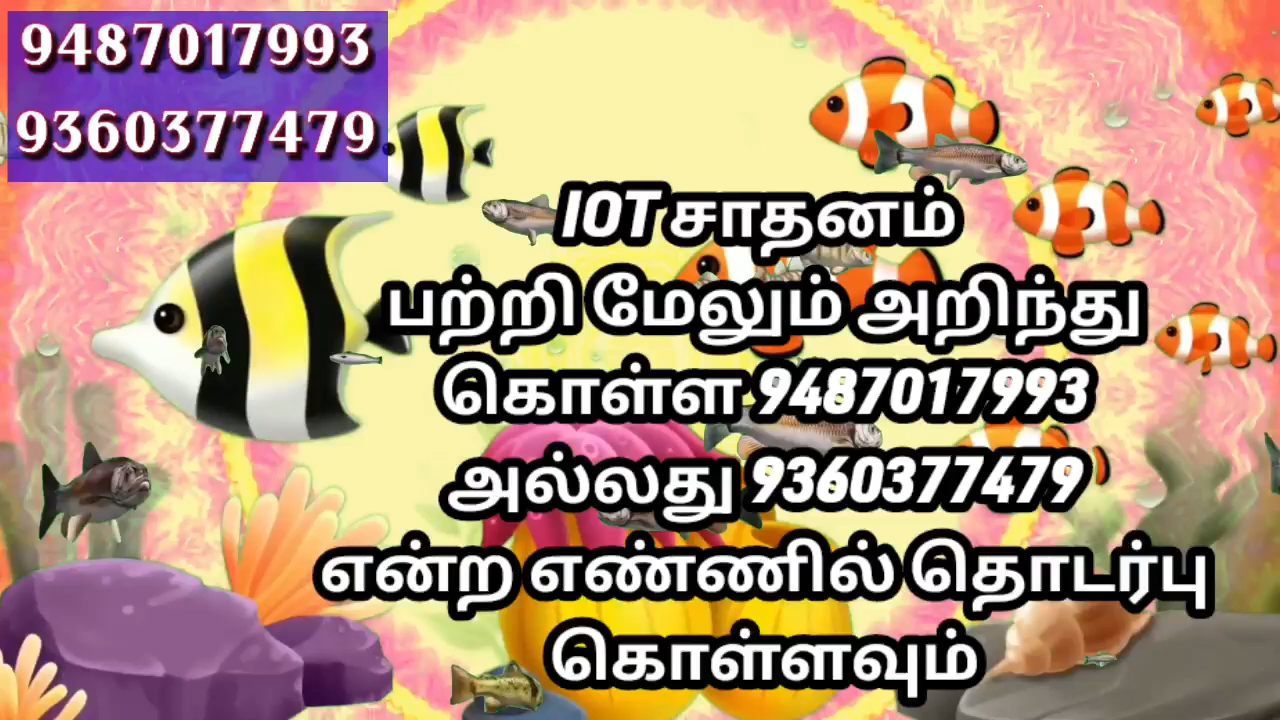 9487017993
9360377479
IOT சாதனம்
பற்றி மேலும் அறிந்து
கொள்ள 9487017993
அல்லது 9360377479
என்ற எண்ணில் தொடர்பு
கொள்ளவும்